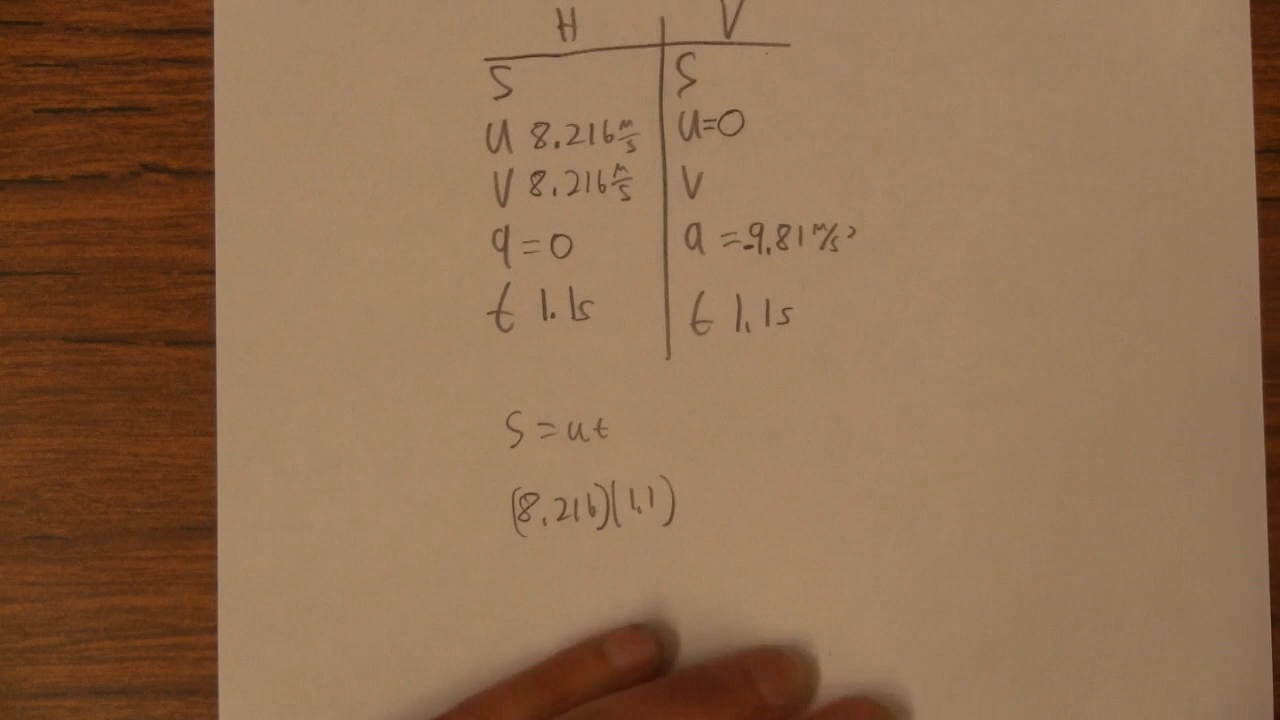 H V
S S
u 8.216 m/s u=0
V 8.216 m/s V
a=0 a=-9.81 m/s²
t 1.1s t 1.1s
S=ut
(8.216)(1.1)